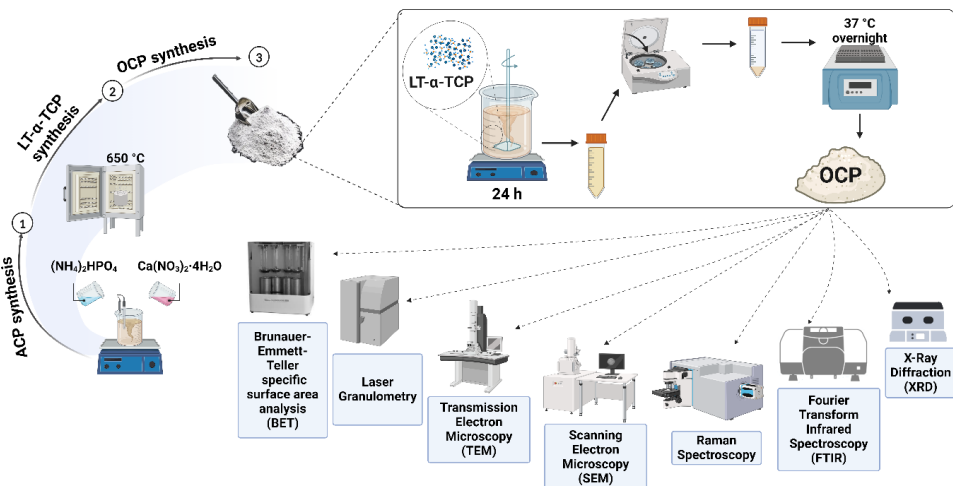 OCP synthesis
3
2
LT-α-TCP
synthesis
650 °C
1
ACP synthesis
(NH₄)₂HPO₄
Ca(NO₃)₂·4H₂O
LT-α-TCP
24 h
37 °C
overnight
OCP
Brunauer-
Emmett-
Teller
specific
surface area
analysis
(BET)
Laser
Granulometry
Transmission
Electron
Microscopy
(TEM)
Scanning
Electron
Microscopy
(SEM)
Raman
Spectroscopy
Fourier
Transform
Infrared
Spectroscopy
(FTIR)
X-Ray
Diffraction
(XRD)